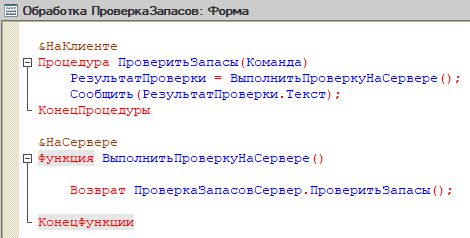 Обработка ПроверкаЗапасов: Форма
&НаКлиенте
Процедура ПроверитьЗапасы(Команда)
РезультатПроверки = ВыполнитьПроверкуНаСервере();
Сообщить(РезультатПроверки.Текст);
КонецПроцедуры
&НаСервере
Функция ВыполнитьПроверкуНаСервере()
Возврат ПроверкаЗапасовСервер.ПроверитьЗапасы();
КонецФункции